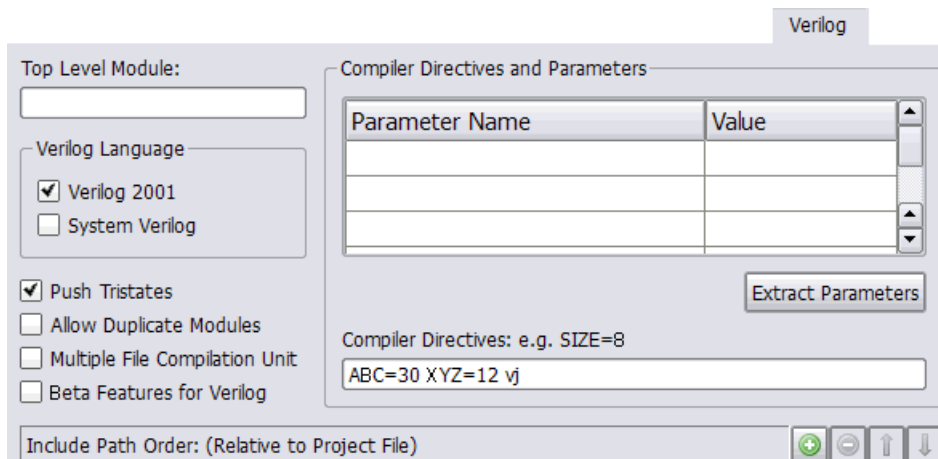 Verilog
Top Level Module:
Verilog Language
Verilog 2001
System Verilog
Push Tristates
Allow Duplicate Modules
Multiple File Compilation Unit
Beta Features for Verilog
Compiler Directives and Parameters
Parameter Name Value
Extract Parameters
Compiler Directives: e.g. SIZE=8
ABC=30 XYZ=12 vj
Include Path Order: (Relative to Project File)